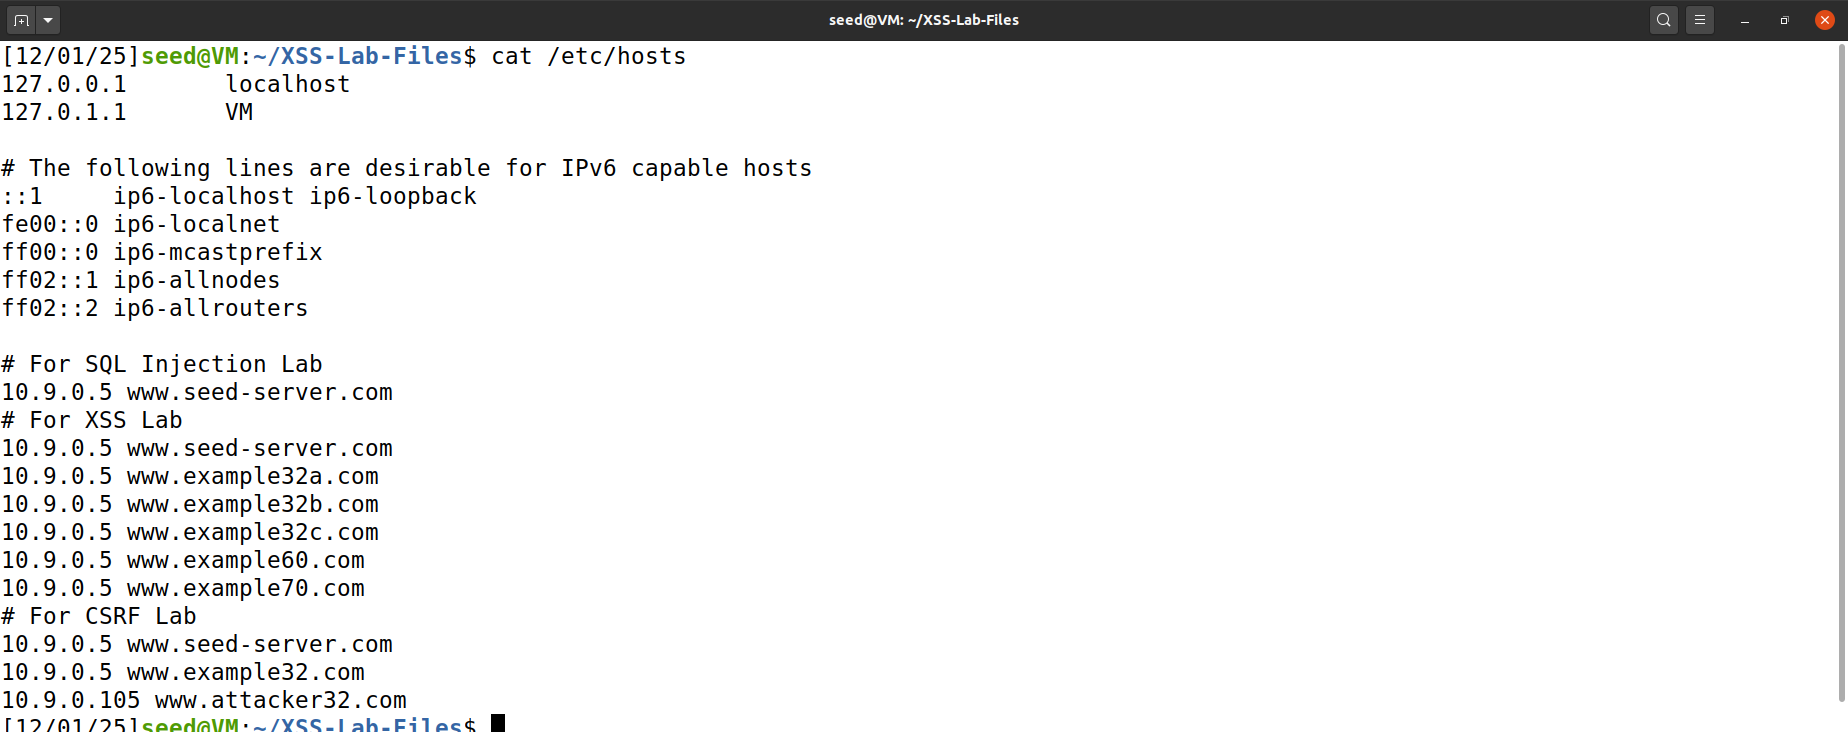 seed@VM: ~/XSS-Lab-Files
[12/01/25]seed@VM:~/XSS-Lab-Files$ cat /etc/hosts
127.0.0.1       localhost
127.0.1.1       VM

# The following lines are desirable for IPv6 capable hosts
::1     ip6-localhost ip6-loopback
fe00::0 ip6-localnet
ff00::0 ip6-mcastprefix
ff02::1 ip6-allnodes
ff02::2 ip6-allrouters

# For SQL Injection Lab
10.9.0.5 www.seed-server.com
# For XSS Lab
10.9.0.5 www.seed-server.com
10.9.0.5 www.example32a.com
10.9.0.5 www.example32b.com
10.9.0.5 www.example32c.com
10.9.0.5 www.example60.com
10.9.0.5 www.example70.com
# For CSRF Lab
10.9.0.5 www.seed-server.com
10.9.0.5 www.example32.com
10.9.0.105 www.attacker32.com
[12/01/25]seed@VM:~/XSS-Lab-Files$